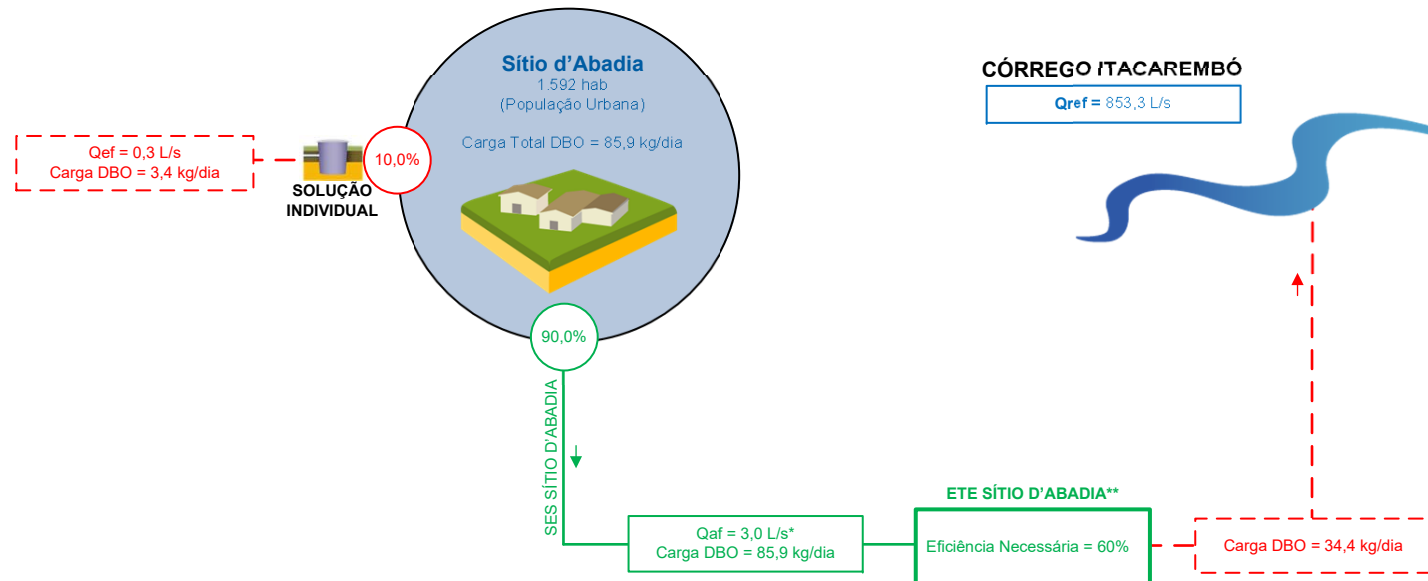 Sítio d'Abadia
1.592 hab
(População Urbana)
Carga Total DBO = 85,9 kg/dia
CÓRREGO ITACAREMBÓ
Qref = 853,3 L/s
Qef = 0,3 L/s
Carga DBO = 3,4 kg/dia
SOLUÇÃO
INDIVIDUAL
10,0%
90,0%
SES SÍTIO D'ABADIA
Qaf = 3,0 L/s*
Carga DBO = 85,9 kg/dia
ETE SÍTIO D'ABADIA**
Eficiência Necessária = 60%
Carga DBO = 34,4 kg/dia